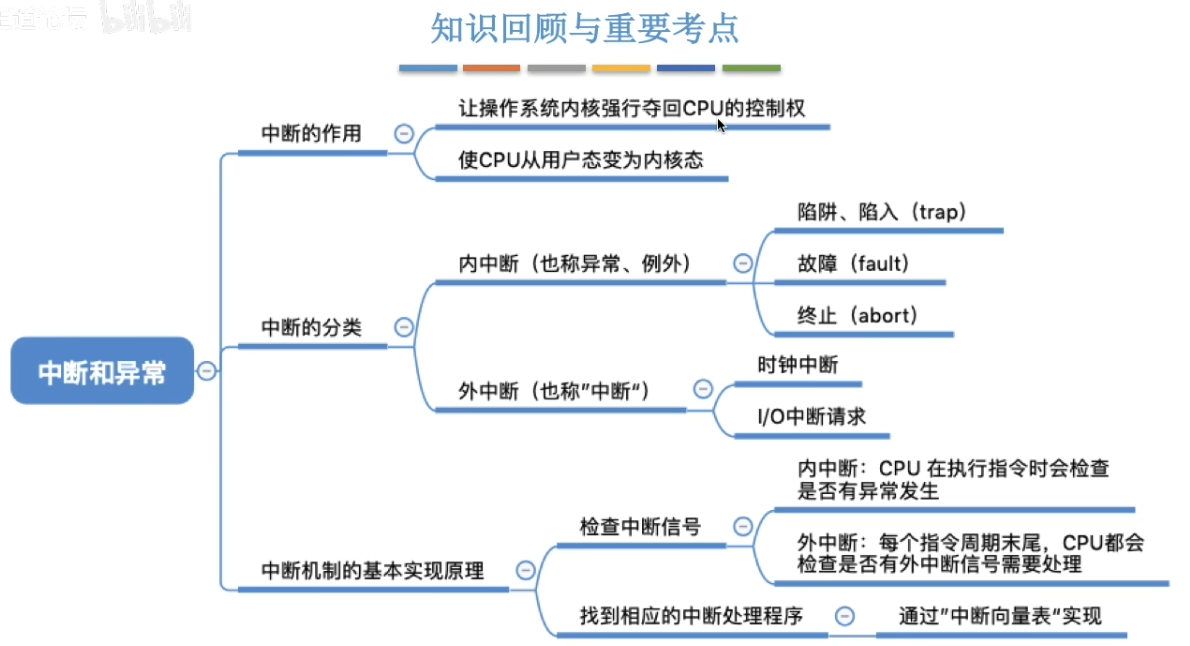 bilibili
知识回顾与重要考点
让操作系统内核强行夺回CPU的控制权
中断的作用
使CPU从用户态变为内核态
陷阱、陷入（trap）
内中断（也称异常、例外）
故障（fault）
终止（abort）
中断的分类
中断和异常
时钟中断
外中断（也称”中断“）
I/O中断请求
内中断：CPU 在执行指令时会检查
是否有异常发生
检查中断信号
外中断：每个指令周期末尾，CPU都会
检查是否有外中断信号需要处理
中断机制的基本实现原理
找到相应的中断处理程序
通过”中断向量表“实现